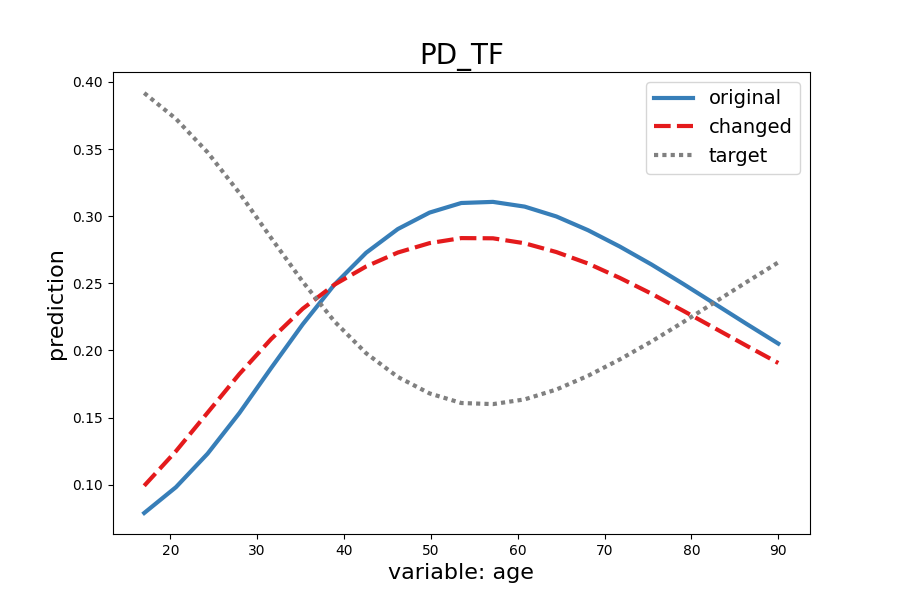 PD_TF
original
changed
target
0.40
0.35
0.30
0.25
0.20
0.15
0.10
prediction
20 30 40 50 60 70 80 90
variable: age